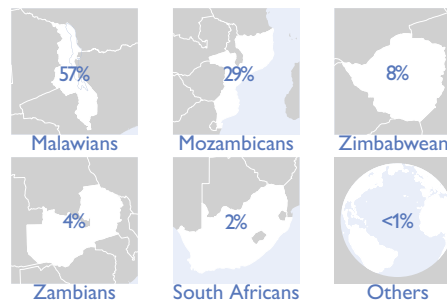 57%
Malawians
29%
Mozambicans
8%
Zimbabwean
4%
Zambians
2%
South Africans
<1%
Others